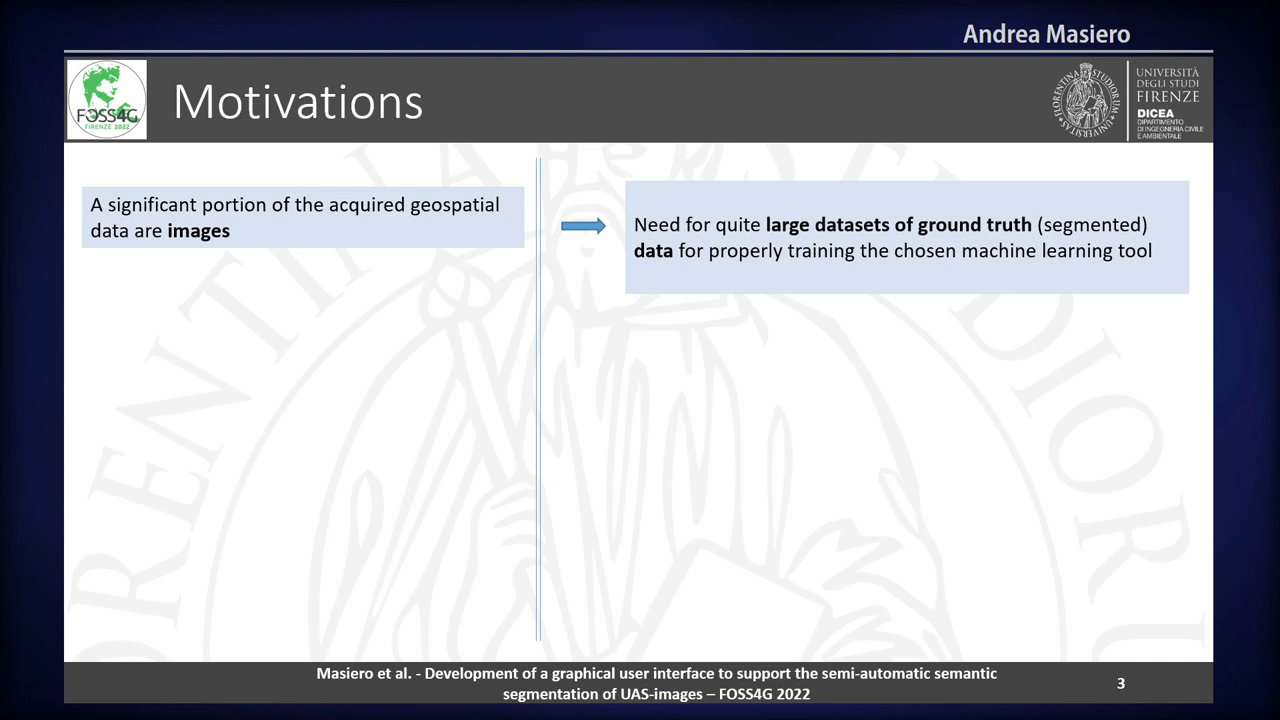 Andrea Masiero
FOSS4G
FIRENZE 2022
Motivations
UNIVERSITÀ
DEGLI STUDI
FIRENZE
DICEA
DIPARTIMENTO
DI INGEGNERIA CIVILE
E AMBIENTALE
A significant portion of the acquired geospatial
data are images
Need for quite large datasets of ground truth (segmented)
data for properly training the chosen machine learning tool
Masiero et al. - Development of a graphical user interface to support the semi-automatic semantic
segmentation of UAS-images – FOSS4G 2022
3